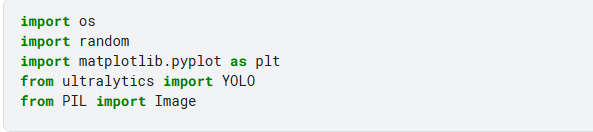 import os
import random
import matplotlib.pyplot as plt
from ultralytics import YOLO
from PIL import Image